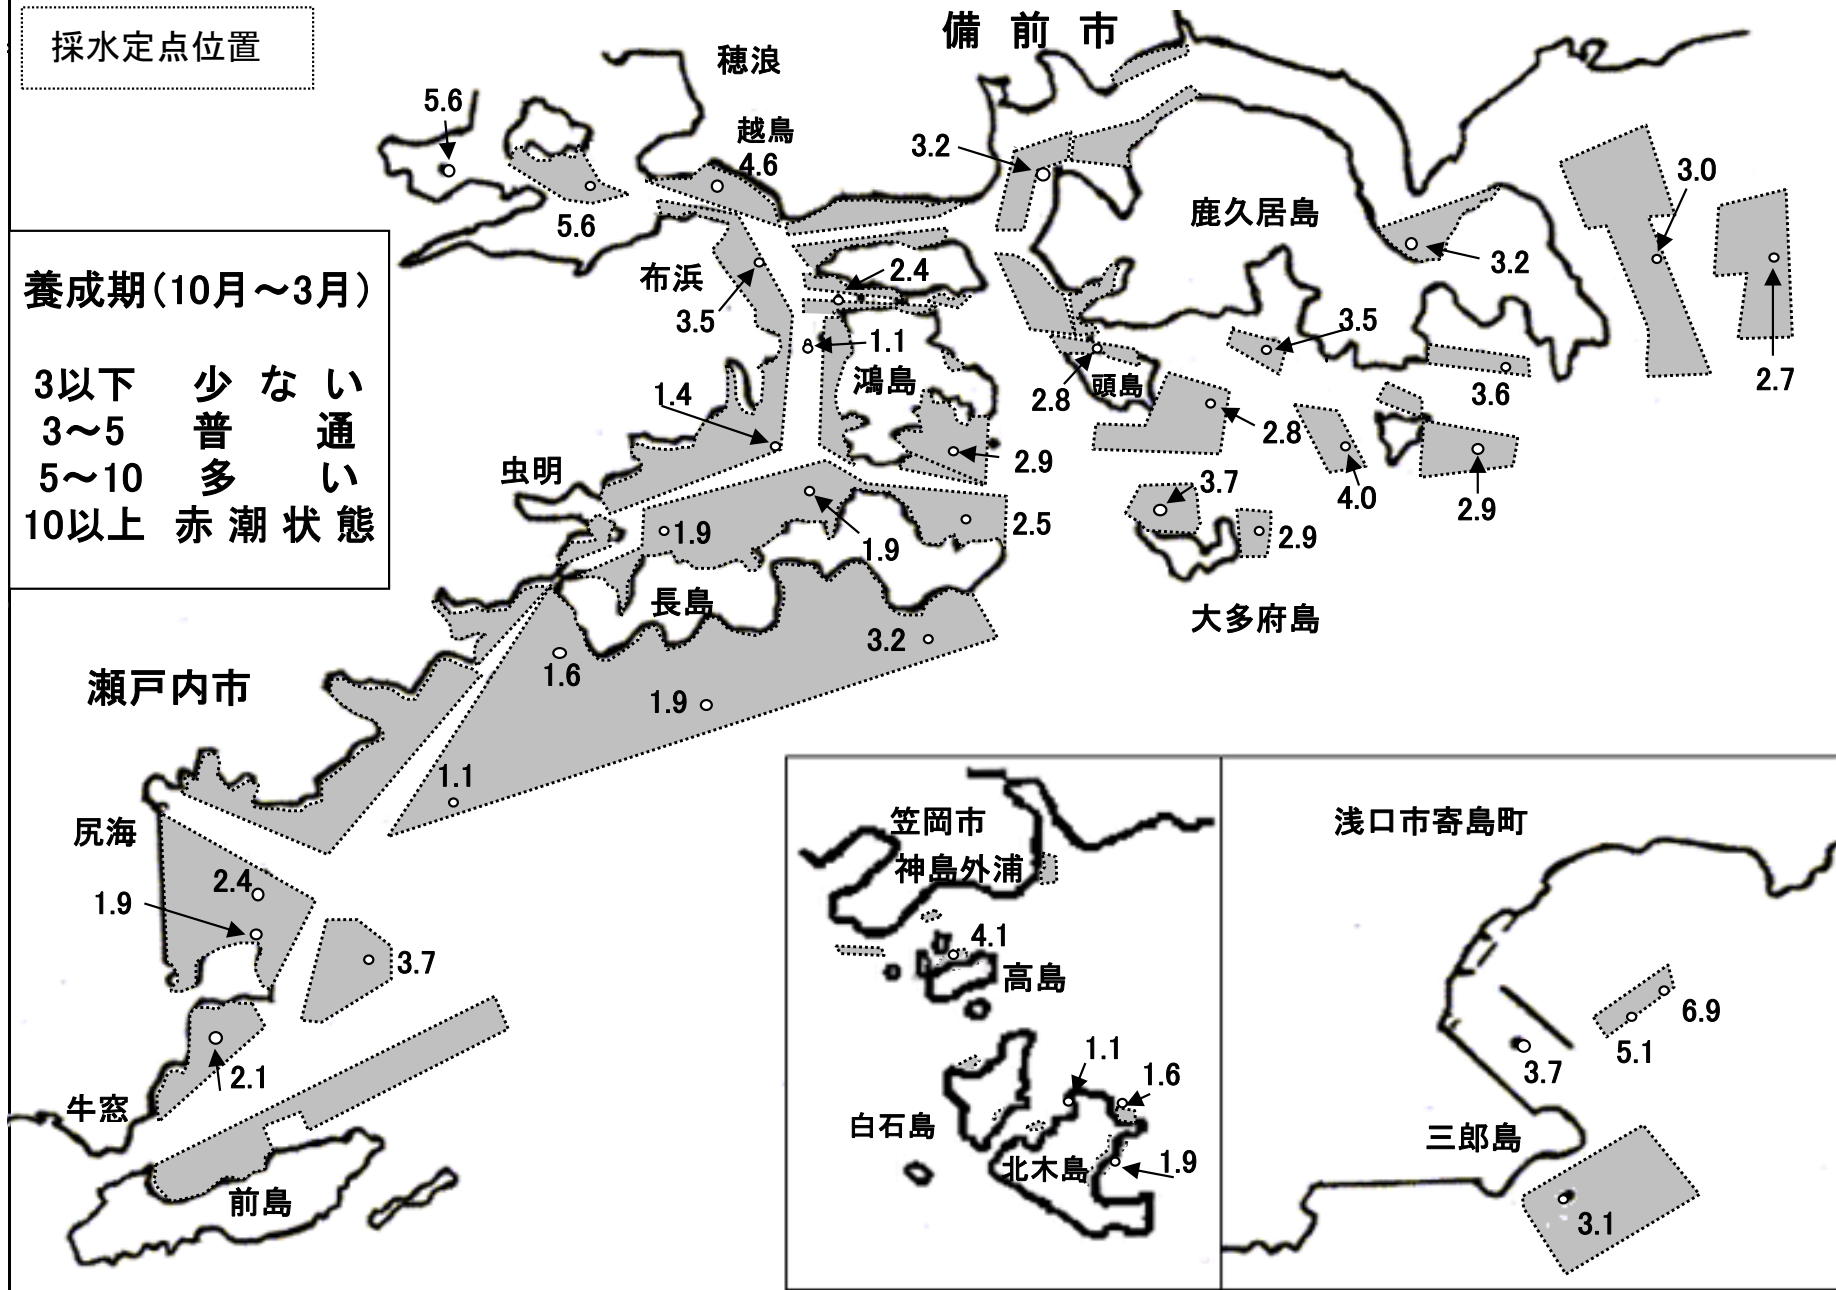 採水定点位置
備前市
穂浪
5.6
越鳥
4.6
3.2
3.0
5.6
鹿久居島
養成期(10月～3月)
3以下 少ない
3～5 普通
5～10 多い
10以上 赤潮状態
布浜
2.4
3.2
3.5
3.5
1.1
鴻島
頭島
2.7
1.4
2.8
3.6
2.8
虫明
2.9
3.7
4.0
2.9
1.9
1.9
2.5
2.9
長島
大多府島
3.2
1.6
瀬戸内市
1.9
1.1
尻海
2.4
1.9
3.7
2.1
牛窓
前島
笠岡市
神島外浦
4.1
高島
1.1
1.6
白石島
北木島
1.9
浅口市寄島町
6.9
5.1
3.7
三郎島
3.1